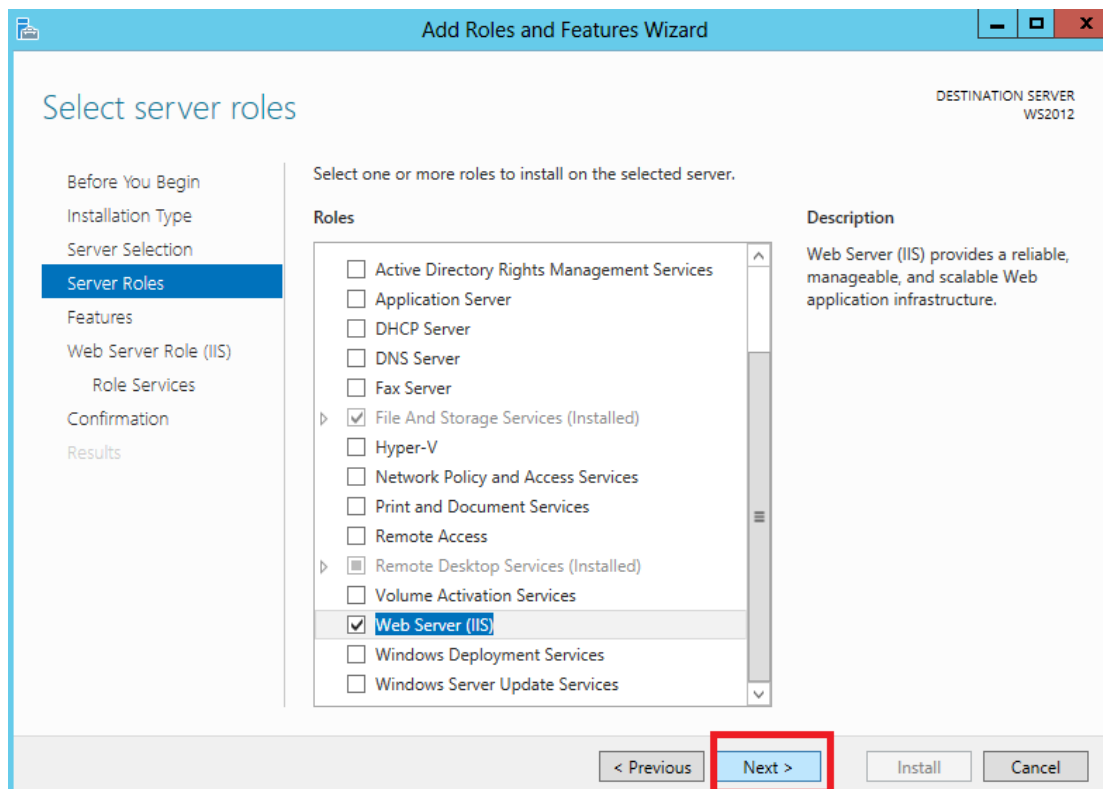 Add Roles and Features Wizard
Select server roles
DESTINATION SERVER
WS2012
Before You Begin
Installation Type
Server Selection
Server Roles
Features
Web Server Role (IIS)
Role Services
Confirmation
Results
Select one or more roles to install on the selected server.
Roles
Active Directory Rights Management Services
Application Server
DHCP Server
DNS Server
Fax Server
File And Storage Services (Installed)
Hyper-V
Network Policy and Access Services
Print and Document Services
Remote Access
Remote Desktop Services (Installed)
Volume Activation Services
Web Server (IIS)
Windows Deployment Services
Windows Server Update Services
Description
Web Server (IIS) provides a reliable,
manageable, and scalable Web
application infrastructure.
< Previous
Next >
Install
Cancel